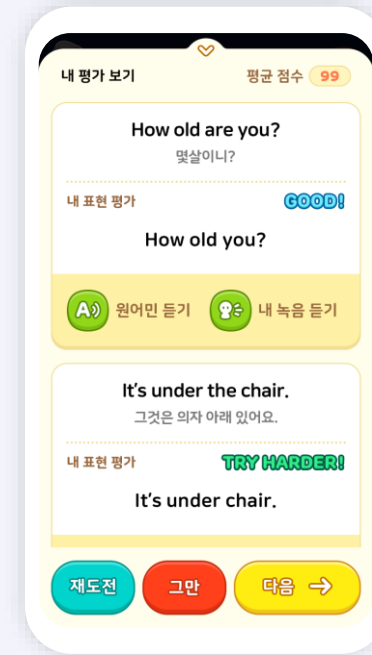 내 평가 보기
평균 점수 99
How old are you?
몇살이니?
내 표현 평가 GOOD!
How old you?
A 원어민 듣기 내 녹음 듣기
It's under the chair.
그것은 의자 아래 있어요.
내 표현 평가 TRY HARDER!
It's under chair.
재도전 그만 다음 →